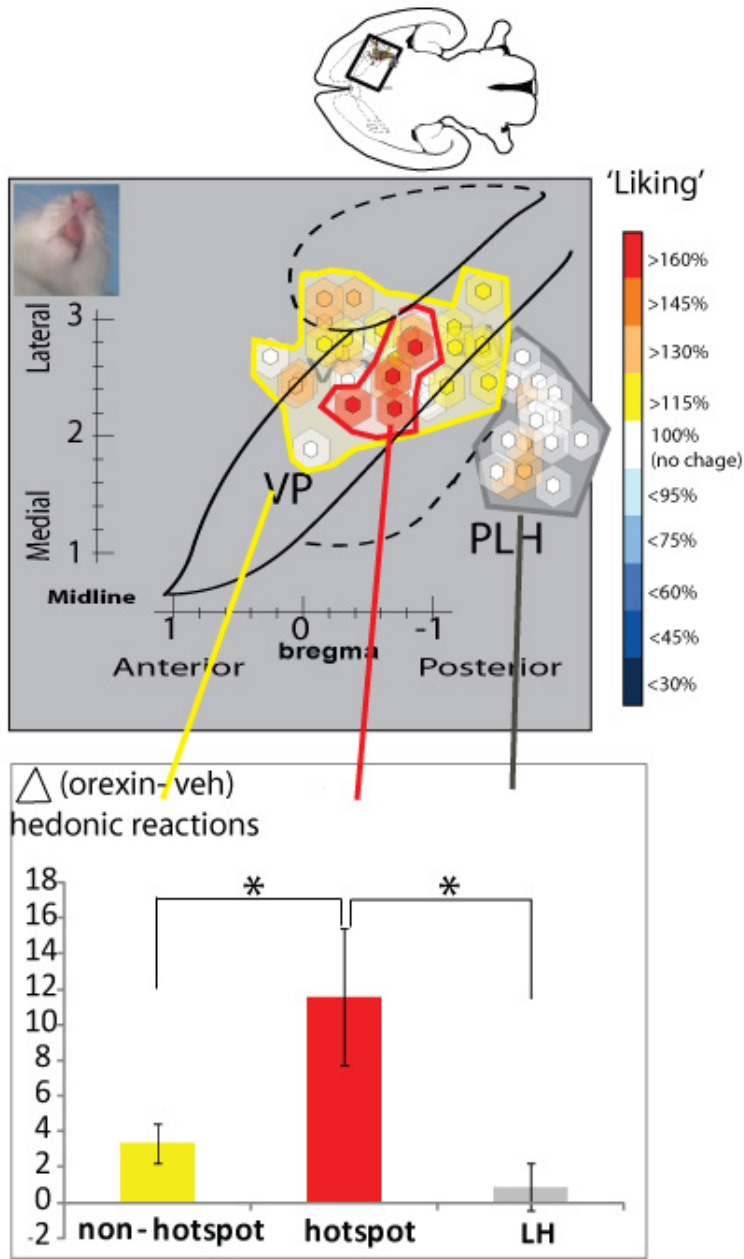 'Liking'
>160%
>145%
>130%
>115%
100%
(no chage)
<95%
<75%
<60%
<45%
<30%
Lateral
3
2
Medial
1
VP
PLH
Midline
1
0
-1
bregma
Anterior
Posterior
△ (orexin-veh)
hedonic reactions
18
16
14
12
10
8
6
4
2
0
-2
*
*
non-hotspot
hotspot
LH